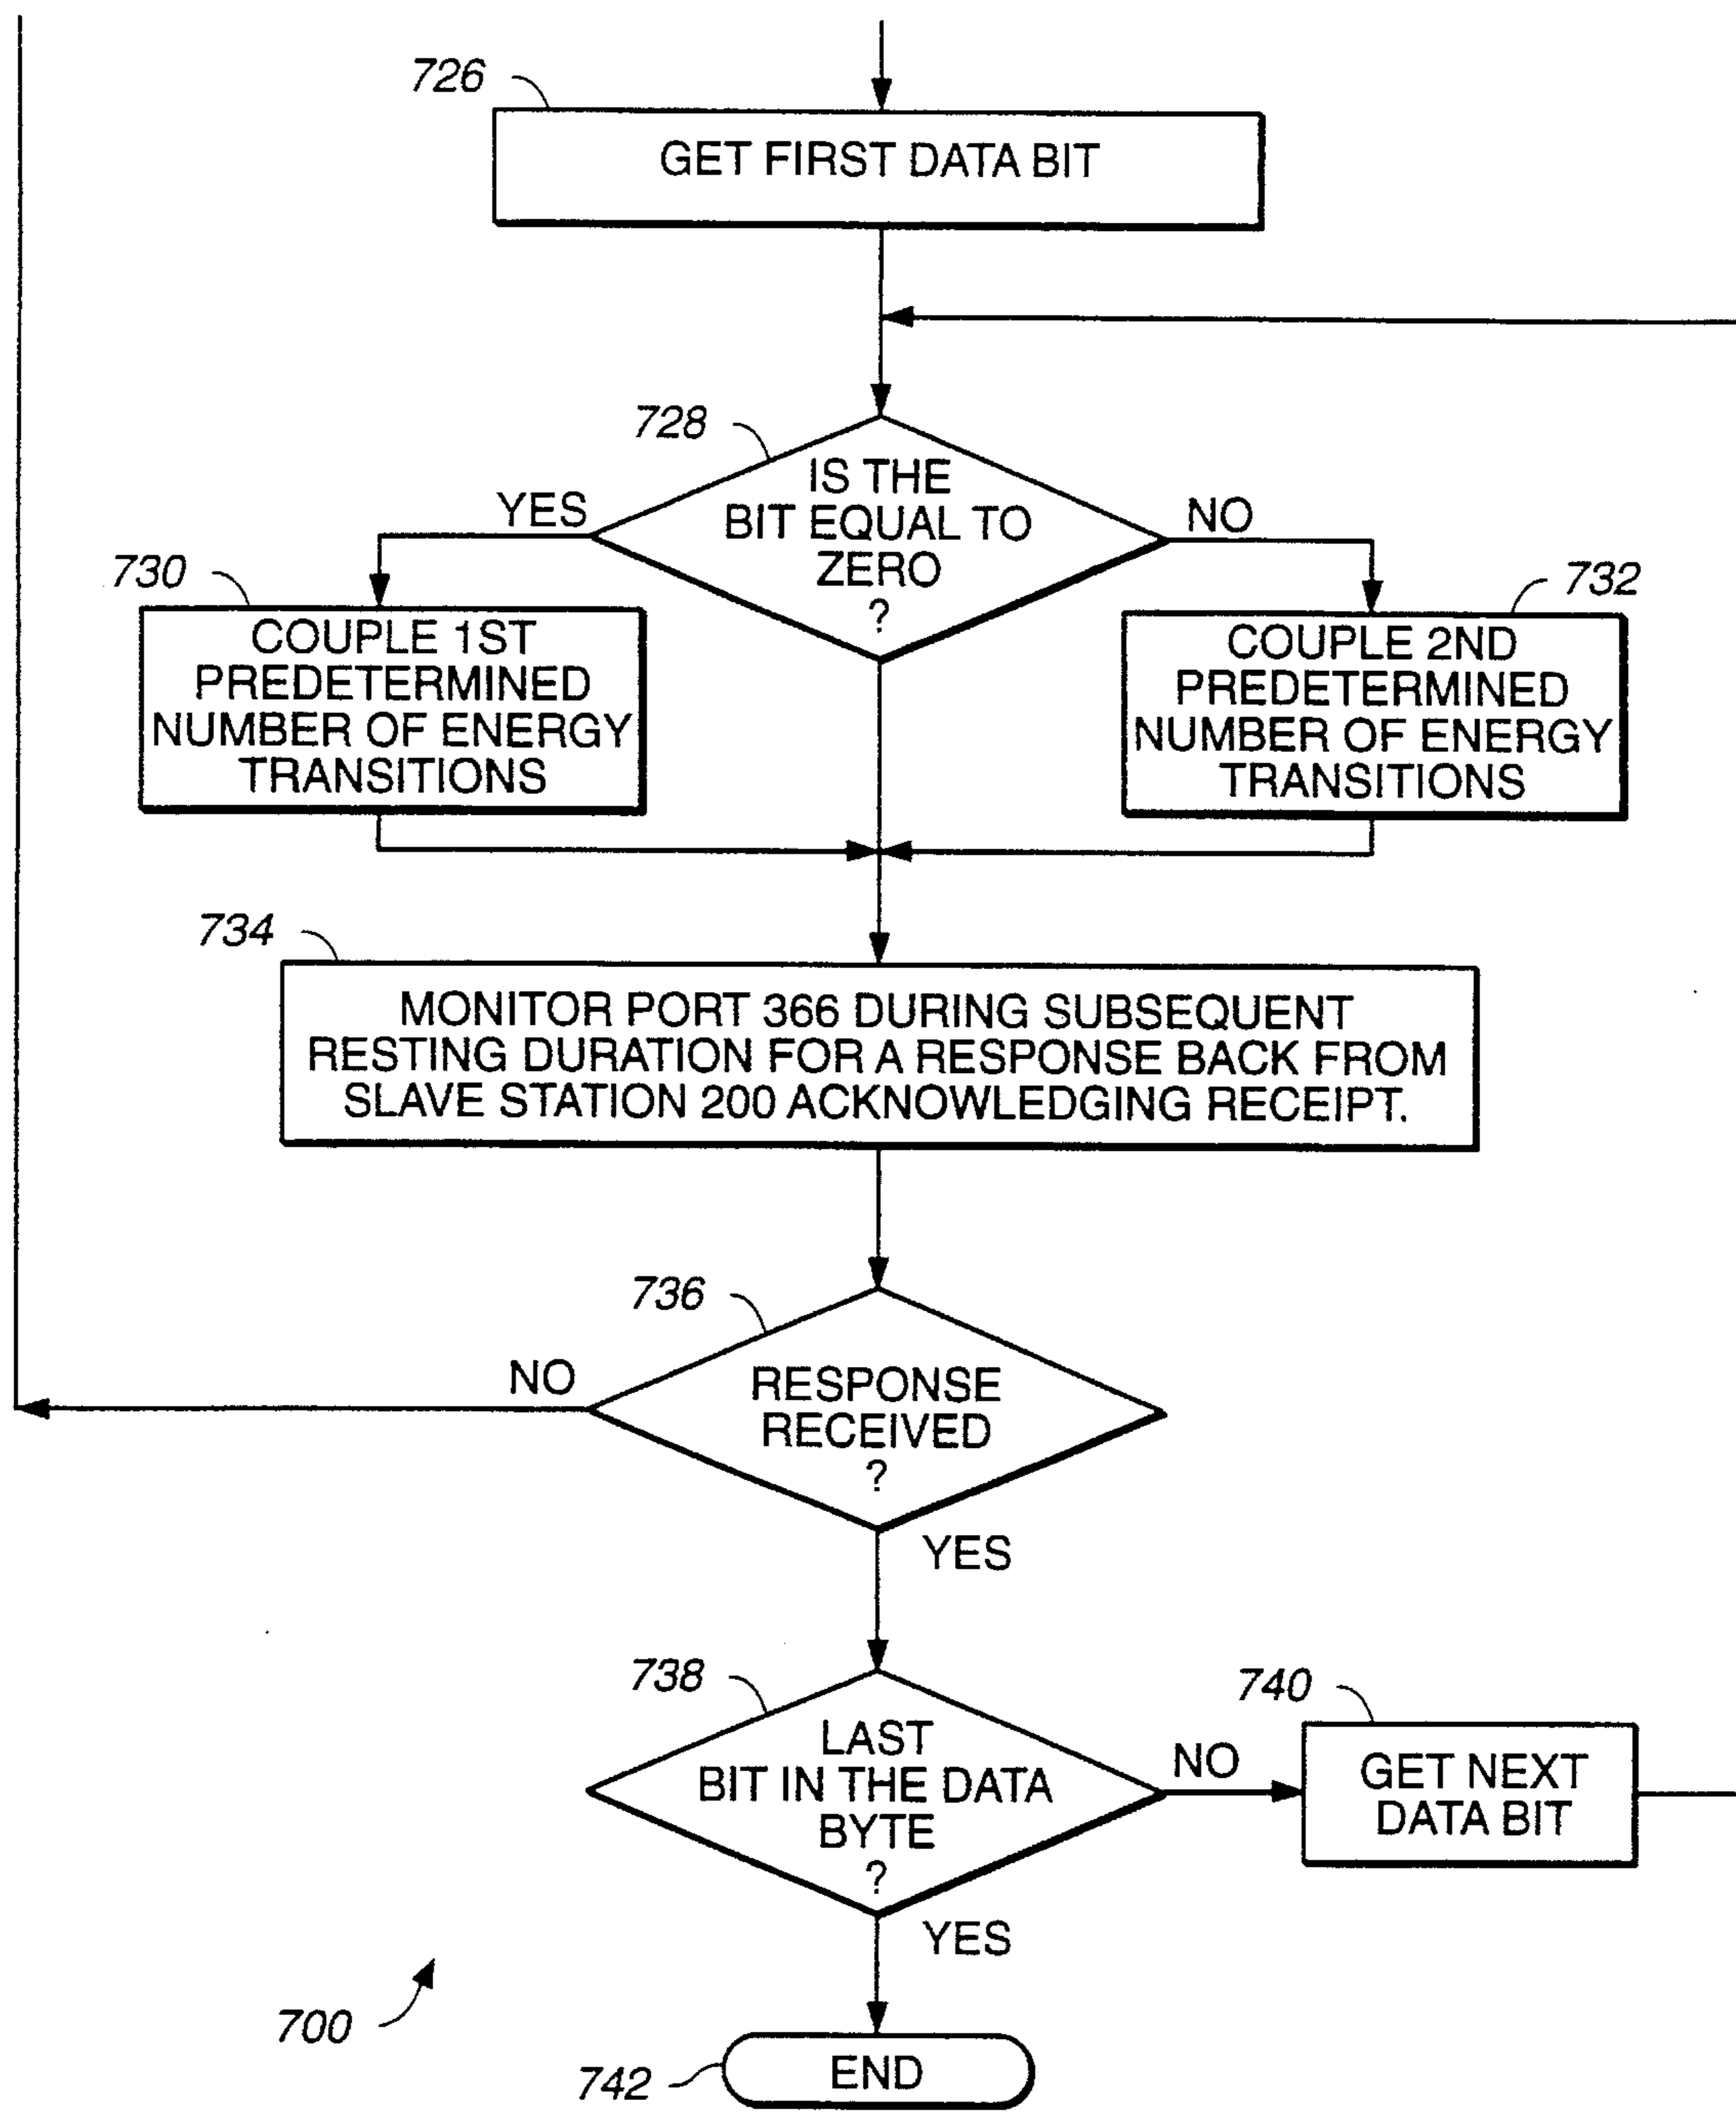 726
GET FIRST DATA BIT
728
IS THE
BIT EQUAL TO
ZERO
?
YES
NO
730
COUPLE 1ST
PREDETERMINED
NUMBER OF ENERGY
TRANSITIONS
732
COUPLE 2ND
PREDETERMINED
NUMBER OF ENERGY
TRANSITIONS
734
MONITOR PORT 366 DURING SUBSEQUENT
RESTING DURATION FOR A RESPONSE BACK FROM
SLAVE STATION 200 ACKNOWLEDGING RECEIPT.
736
NO
RESPONSE
RECEIVED
?
YES
738
LAST
BIT IN THE DATA
BYTE
?
NO
740
GET NEXT
DATA BIT
YES
700
742
END